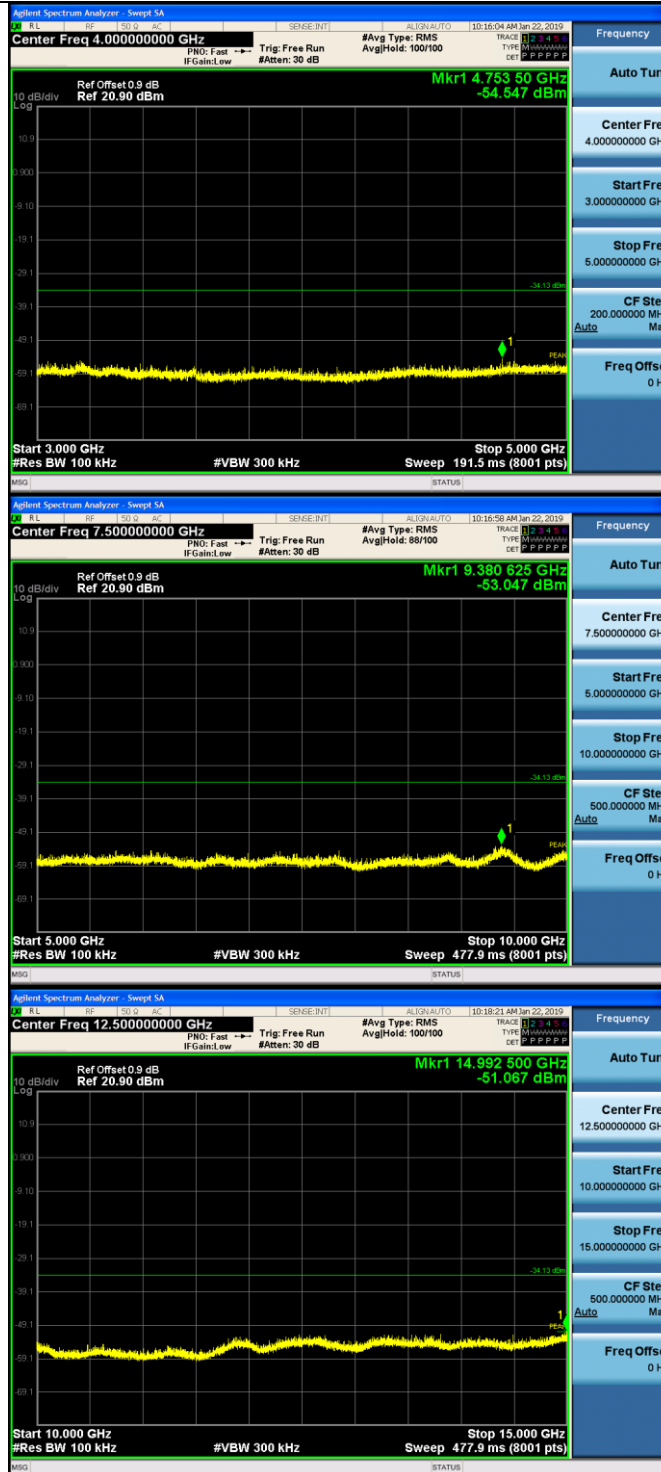 Agilent Spectrum Analyzer - Swept SA
RL RF 50 Ω AC SENSE:INT ALIGNAUTO 10:16:04 AM Jan 22, 2019
Center Freq 4.000000000 GHz #Avg Type: RMS TRACE 1 2 3 4 5 6
PNO: Fast Trig: Free Run Avg|Hold: 100/100 TYPE M
IFGain:Low #Atten: 30 dB DET P P P P P P
Frequency
Auto Tun
Mkr1 4.753 50 GHz
-54.547 dBm
Ref Offset 0.9 dB
10 dB/div Ref 20.90 dBm
Log
10.9
0.900
-9.10
-19.1
-29.1
-34.13 dBm
-39.1
-49.1
1
PEAK
-59.1
-69.1
Center Fre
4.000000000 GH
Start Fre
3.000000000 GH
Stop Fre
5.000000000 GH
CF Ste
200.000000 MH
Auto Ma
Freq Offse
0 H
Start 3.000 GHz Stop 5.000 GHz
#Res BW 100 kHz #VBW 300 kHz Sweep 191.5 ms (8001 pts)
MSG STATUS
Agilent Spectrum Analyzer - Swept SA
RL RF 50 Ω AC SENSE:INT ALIGNAUTO 10:16:58 AM Jan 22, 2019
Center Freq 7.500000000 GHz #Avg Type: RMS TRACE 1 2 3 4 5 6
PNO: Fast Trig: Free Run Avg|Hold: 88/100 TYPE M
IFGain:Low #Atten: 30 dB DET P P P P P P
Frequency
Auto Tun
Mkr1 9.380 625 GHz
-53.047 dBm
Ref Offset 0.9 dB
10 dB/div Ref 20.90 dBm
Log
10.9
0.900
-9.10
-19.1
-29.1
-34.13 dBm
-39.1
-49.1
1
PEAK
-59.1
-69.1
Center Fre
7.500000000 GH
Start Fre
5.000000000 GH
Stop Fre
10.000000000 GH
CF Ste
500.000000 MH
Auto Ma
Freq Offse
0 H
Start 5.000 GHz Stop 10.000 GHz
#Res BW 100 kHz #VBW 300 kHz Sweep 477.9 ms (8001 pts)
MSG STATUS
Agilent Spectrum Analyzer - Swept SA
RL RF 50 Ω AC SENSE:INT ALIGNAUTO 10:18:21 AM Jan 22, 2019
Center Freq 12.500000000 GHz #Avg Type: RMS TRACE 1 2 3 4 5 6
PNO: Fast Trig: Free Run Avg|Hold: 100/100 TYPE M
IFGain:Low #Atten: 30 dB DET P P P P P P
Frequency
Auto Tun
Mkr1 14.992 500 GHz
-51.067 dBm
Ref Offset 0.9 dB
10 dB/div Ref 20.90 dBm
Log
10.9
0.900
-9.10
-19.1
-29.1
-34.13 dBm
-39.1
-49.1
1
PEAK
-59.1
-69.1
Center Fre
12.500000000 GH
Start Fre
10.000000000 GH
Stop Fre
15.000000000 GH
CF Ste
500.000000 MH
Auto Ma
Freq Offse
0 H
Start 10.000 GHz Stop 15.000 GHz
#Res BW 100 kHz #VBW 300 kHz Sweep 477.9 ms (8001 pts)
MSG STATUS